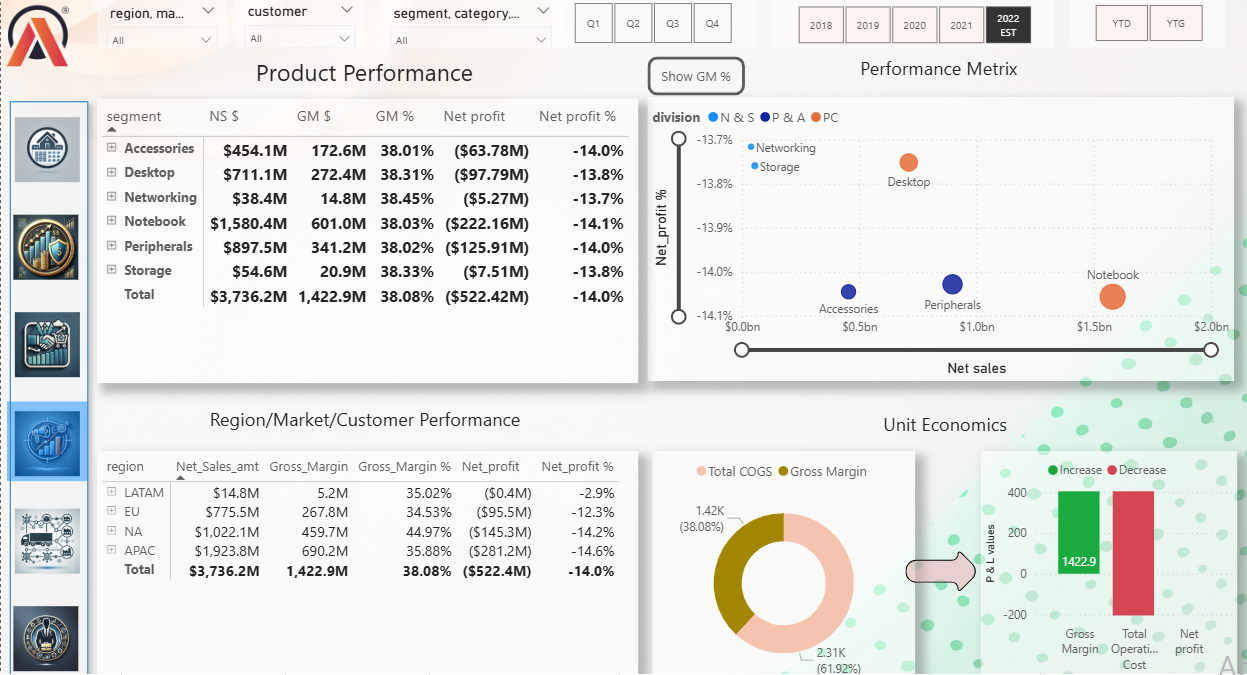 region, ma...
customer
segment, category,...
All
All
All
Q1 Q2 Q3 Q4
2018 2019 2020 2021 2022 EST
YTD YTG
Product Performance
Show GM %
Performance Metrix
segment NS $ GM $ GM % Net profit Net profit %
Accessories $454.1M 172.6M 38.01% ($63.78M) -14.0%
Desktop $711.1M 272.4M 38.31% ($97.79M) -13.8%
Networking $38.4M 14.8M 38.45% ($5.27M) -13.7%
Notebook $1,580.4M 601.0M 38.03% ($222.16M) -14.1%
Peripherals $897.5M 341.2M 38.02% ($125.91M) -14.0%
Storage $54.6M 20.9M 38.33% ($7.51M) -13.8%
Total $3,736.2M 1,422.9M 38.08% ($522.42M) -14.0%
division N & S P & A PC
Net_profit %
-13.7%
-13.8%
-13.9%
-14.0%
-14.1%
Networking
Storage
Desktop
Accessories
Peripherals
Notebook
$0.0bn $0.5bn $1.0bn $1.5bn $2.0bn
Net sales
Region/Market/Customer Performance
region Net_Sales_amt Gross_Margin Gross_Margin % Net_profit Net_profit %
LATAM $14.8M 5.2M 35.02% ($0.4M) -2.9%
EU $775.5M 267.8M 34.53% ($95.5M) -12.3%
NA $1,022.1M 459.7M 44.97% ($145.3M) -14.2%
APAC $1,923.8M 690.2M 35.88% ($281.2M) -14.6%
Total $3,736.2M 1,422.9M 38.08% ($522.4M) -14.0%
Unit Economics
Total COGS Gross Margin
1.42K
(38.08%)
2.31K
(61.92%)
Increase Decrease
P & L values
400
200
0
-200
1422.9
Gross Margin
Total Operati... Cost
Net profit